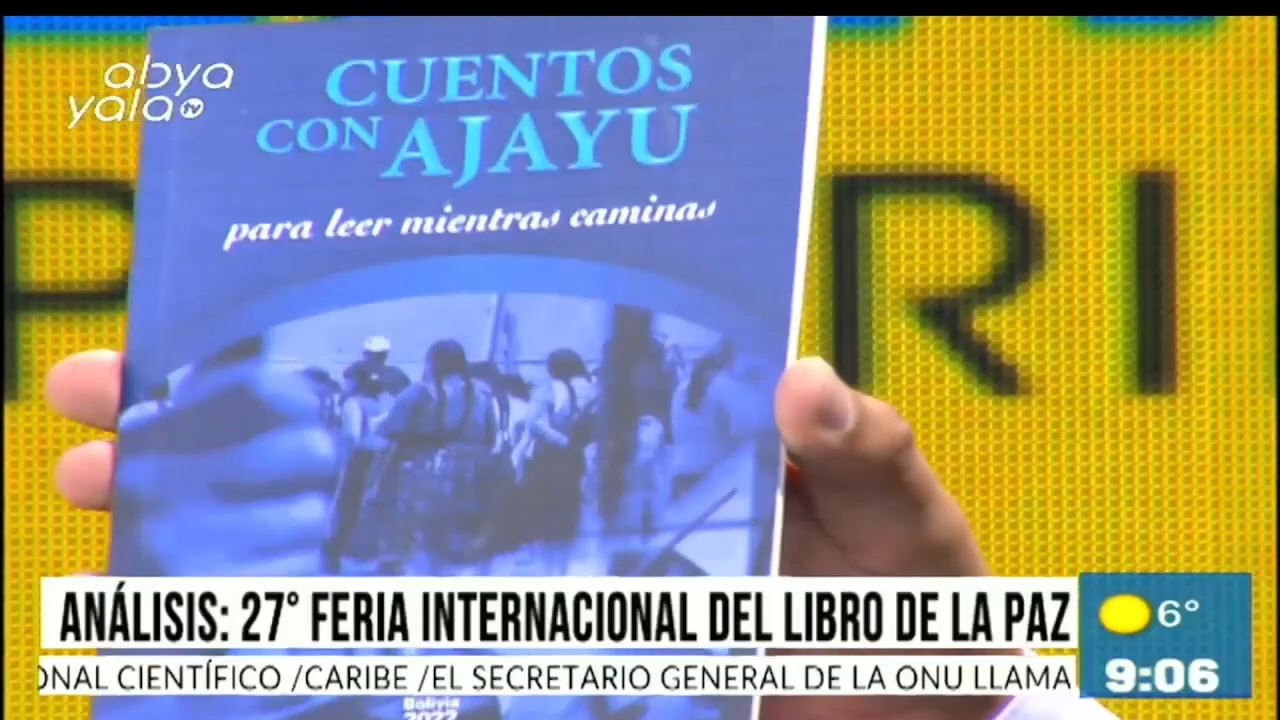 abya
yala tv
CUENTOS
CON AJAYU
para leer mientras caminas
P RI
ANÁLISIS: 27° FERIA INTERNACIONAL DEL LIBRO DE LA PAZ
6°
ONAL CIENTÍFICO /CARIBE /EL SECRETARIO GENERAL DE LA ONU LLAMA
9:06
Bolivia
2022